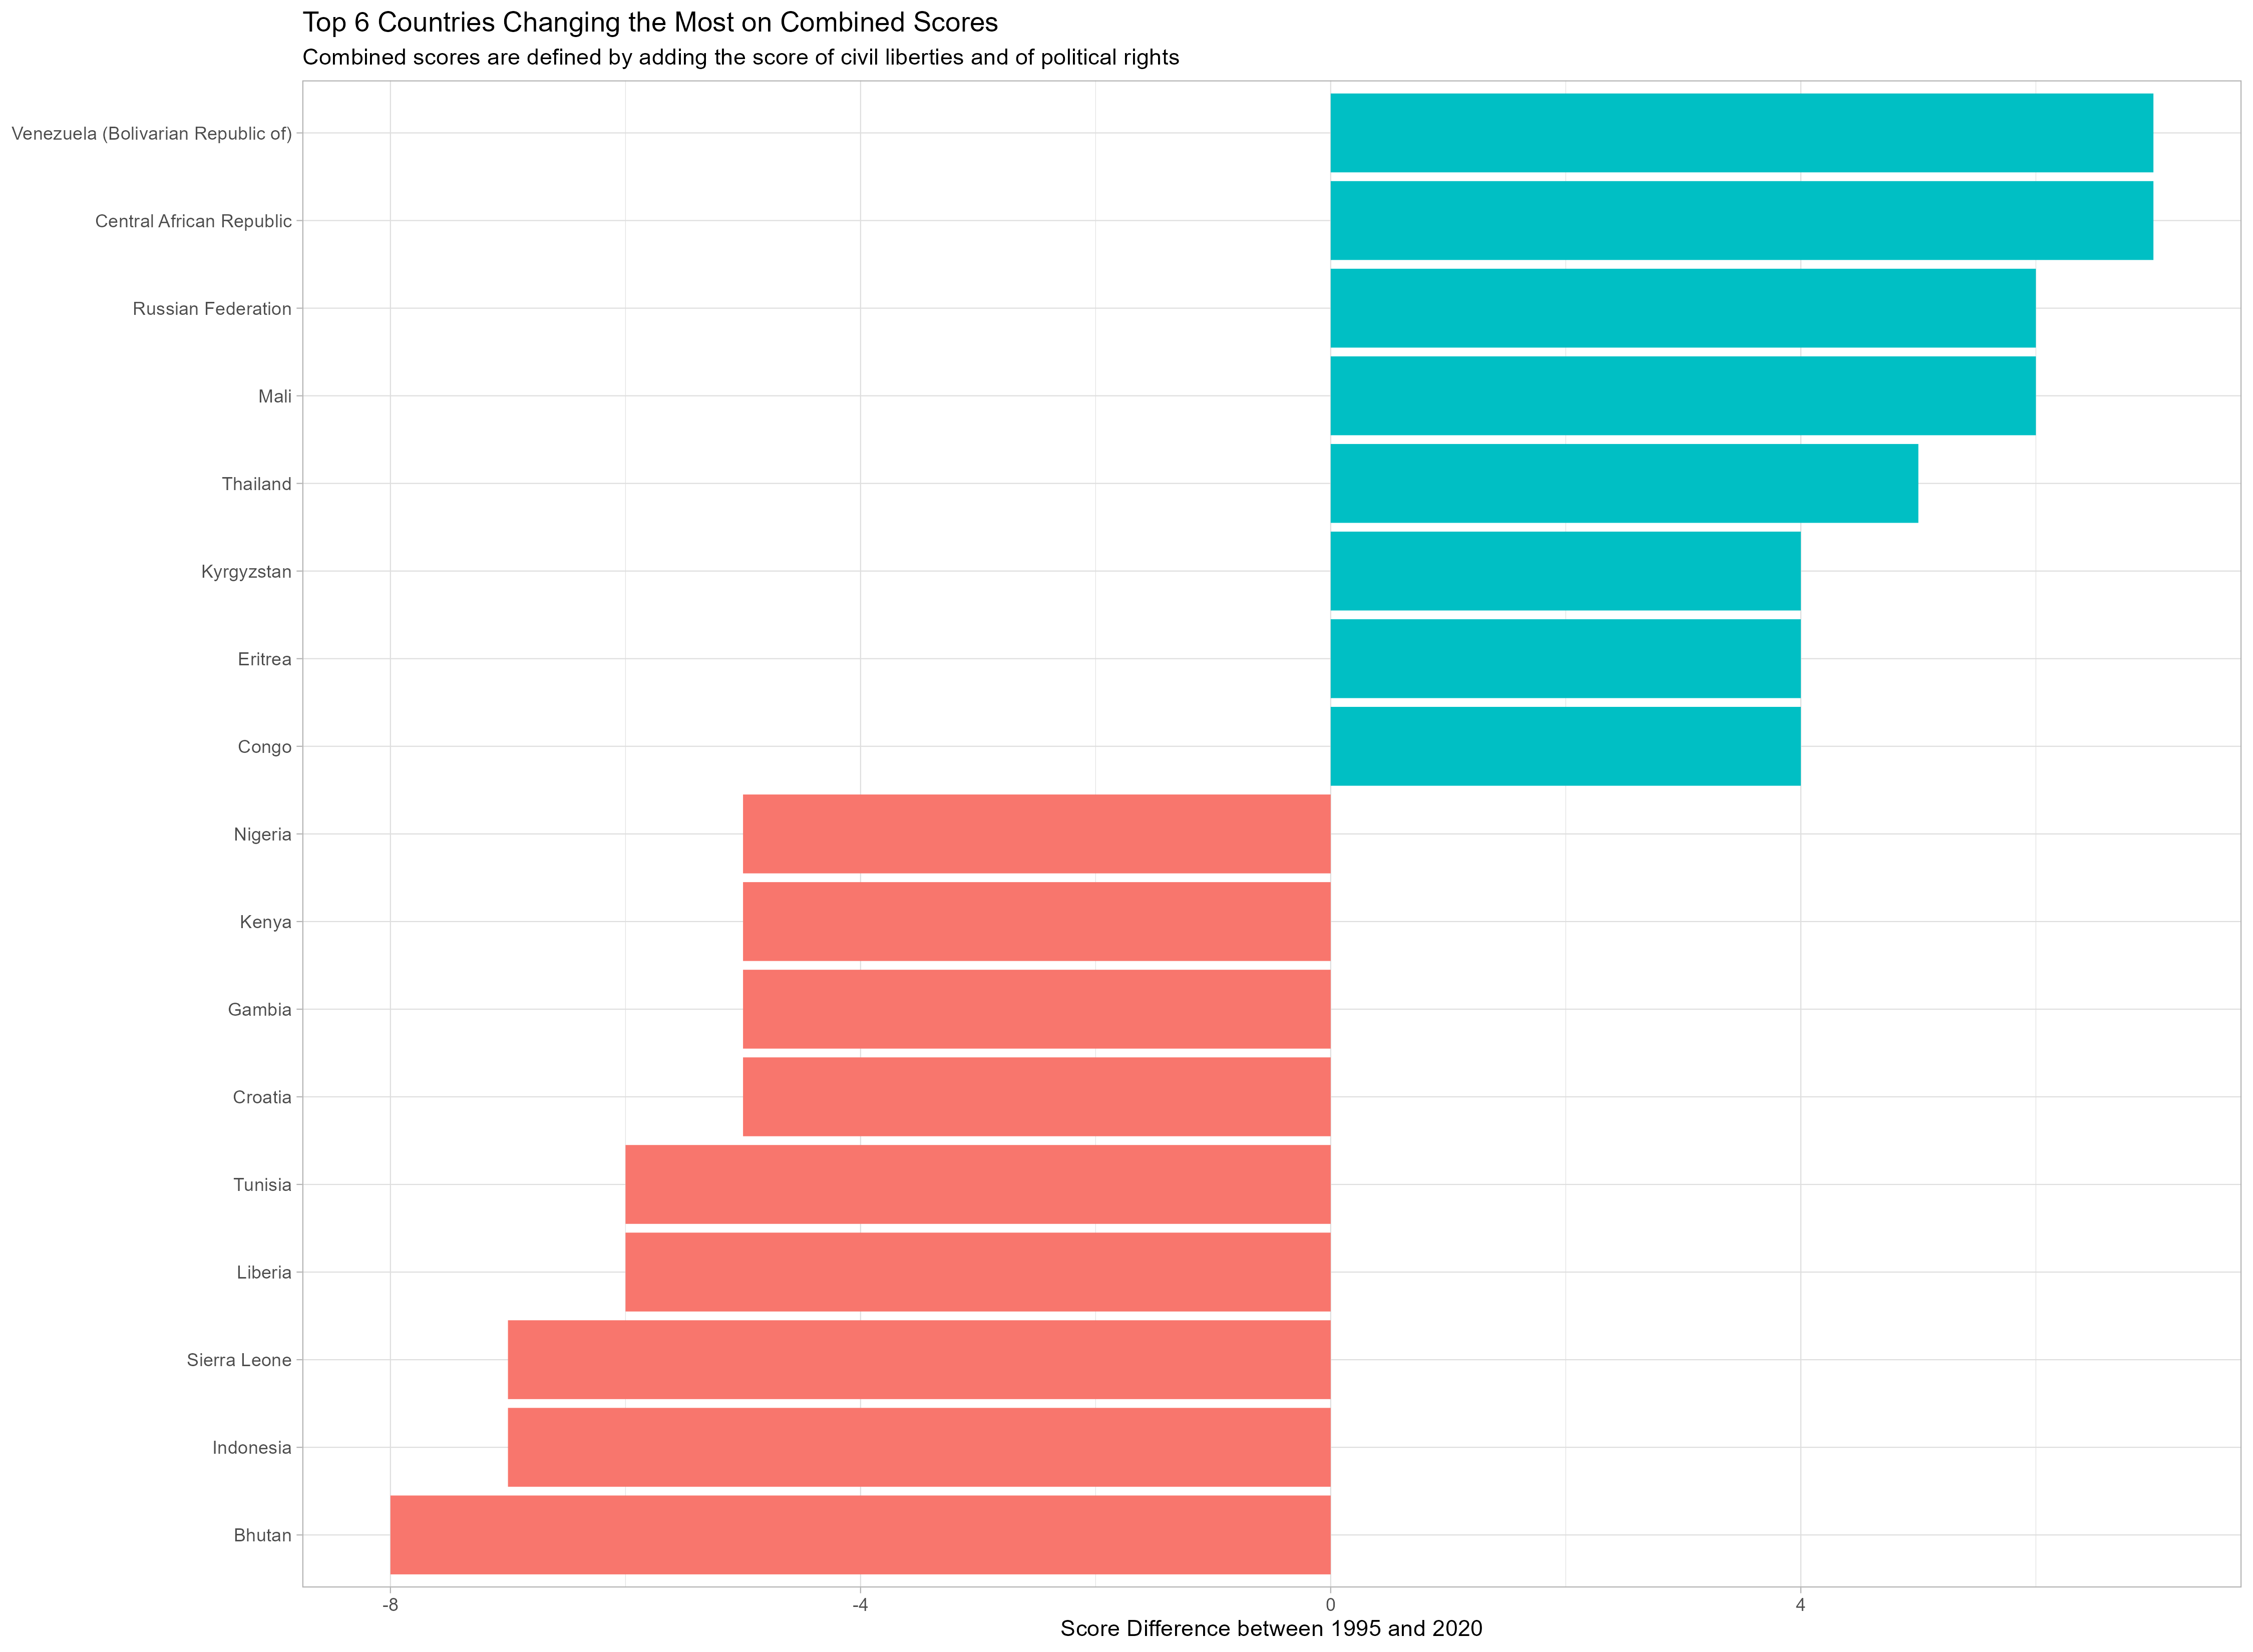 Top 6 Countries Changing the Most on Combined Scores
Combined scores are defined by adding the score of civil liberties and of political rights
Venezuela (Bolivarian Republic of)
Central African Republic
Russian Federation
Mali
Thailand
Kyrgyzstan
Eritrea
Congo
Nigeria
Kenya
Gambia
Croatia
Tunisia
Liberia
Sierra Leone
Indonesia
Bhutan
-8 -4 0 4
Score Difference between 1995 and 2020